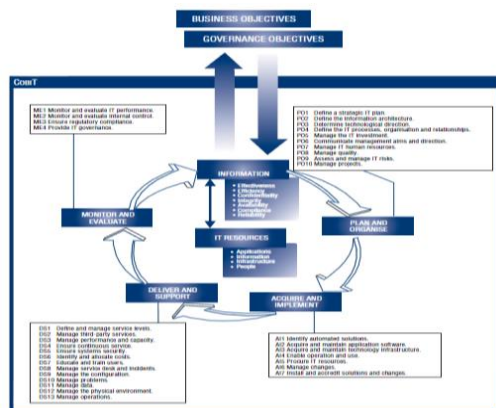 BUSINESS OBJECTIVES
GOVERNANCE OBJECTIVES
COBIT
ME1 Monitor and evaluate IT performance.
ME2 Monitor and evaluate internal control.
ME3 Ensure regulatory compliance.
ME4 Provide IT governance.
PO1 Define a strategic IT plan.
PO2 Define the information architecture.
PO3 Determine technological direction.
PO4 Define the IT processes, organisation and relationships.
PO5 Manage the IT investment.
PO6 Communicate management aims and direction.
PO7 Manage IT human resources.
PO8 Manage quality.
PO9 Assess and manage IT risks.
PO10 Manage projects.
INFORMATION
• Effectiveness
• Efficiency
• Confidentiality
• Integrity
• Availability
• Compliance
• Reliability
MONITOR AND
EVALUATE
PLAN AND
ORGANISE
IT RESOURCES
• Applications
• Information
• Infrastructure
• People
DELIVER AND
SUPPORT
ACQUIRE AND
IMPLEMENT
DS1 Define and manage service levels.
DS2 Manage third-party services.
DS3 Manage performance and capacity.
DS4 Ensure continuous service.
DS5 Ensure systems security.
DS6 Identify and allocate costs.
DS7 Educate and train users.
DS8 Manage service desk and incidents.
DS9 Manage the configuration.
DS10 Manage problems.
DS11 Manage data.
DS12 Manage the physical environment.
DS13 Manage operations.
AI1 Identify automated solutions.
AI2 Acquire and maintain application software.
AI3 Acquire and maintain technology infrastructure.
AI4 Enable operation and use.
AI5 Procure IT resources.
AI6 Manage changes.
AI7 Install and accredit solutions and changes.